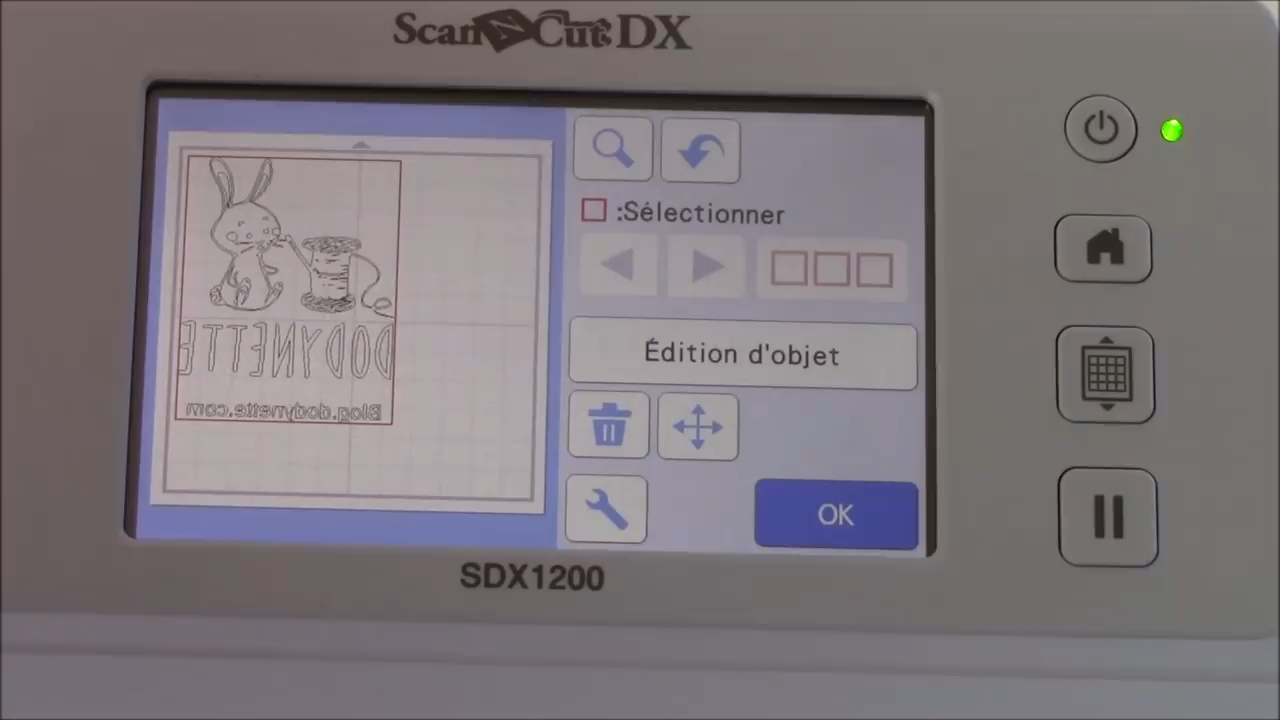 ScanNCut DX
:Sélectionner
Édition d'objet
DODYNETTE
Blog.dodynette.com
OK
SDX1200